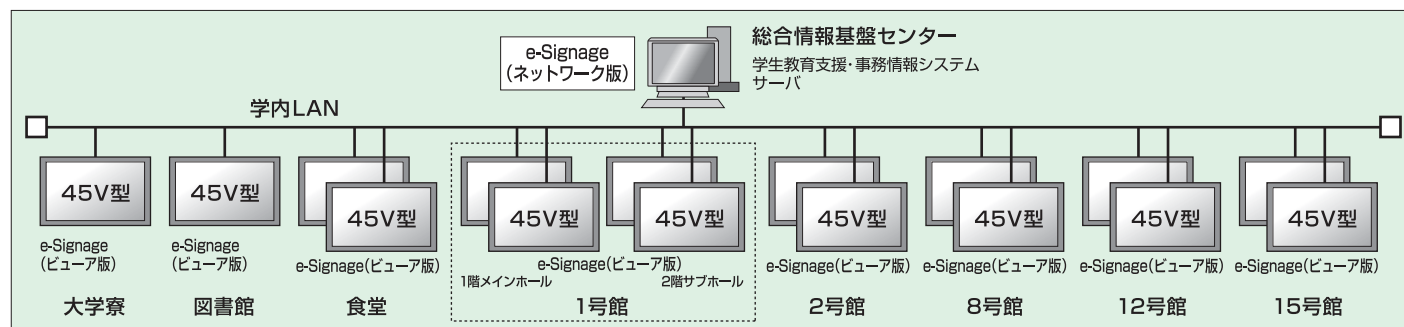 e-Signage
(ネットワーク版)
総合情報基盤センター
学生教育支援・事務情報システム
サーバ
学内LAN
45V型
45V型
45V型
45V型
45V型
45V型
45V型
45V型
45V型
e-Signage
(ビューア版)
e-Signage
(ビューア版)
e-Signage(ビューア版)
e-Signage(ビューア版)
1階メインホール
2階サブホール
e-Signage(ビューア版)
e-Signage(ビューア版)
e-Signage(ビューア版)
e-Signage(ビューア版)
大学寮
図書館
食堂
1号館
2号館
8号館
12号館
15号館